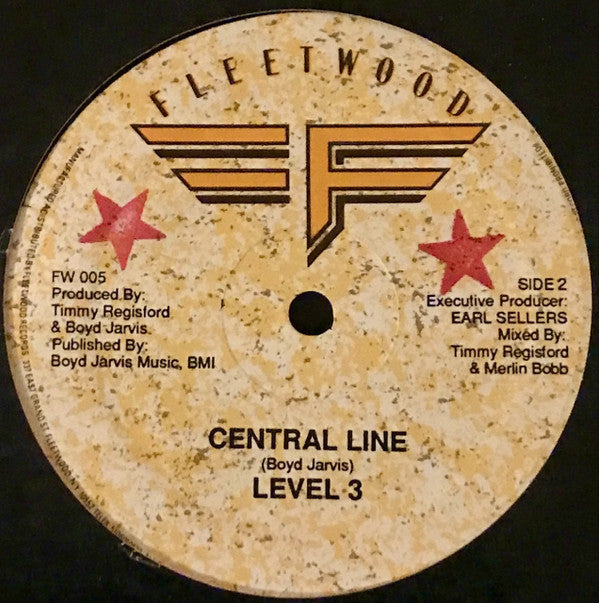 FLEETWOOD
F
FW 005
Produced By:
Timmy Regisford
& Boyd Jarvis.
Published By:
Boyd Jarvis Music, BMI
SIDE 2
Executive Producer:
EARL SELLERS
Mixed By:
Timmy Regisford
& Merlin Bobb
CENTRAL LINE
(Boyd Jarvis)
LEVEL 3